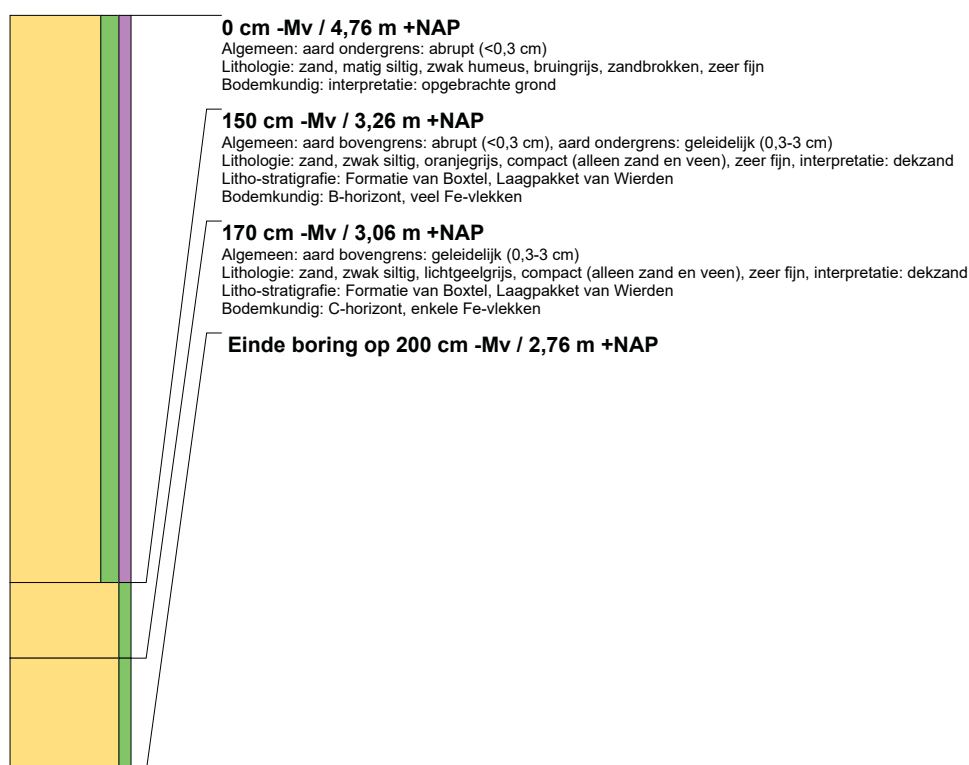 0 cm -Mv / 4,76 m +NAP
Algemeen: aard ondergrens: abrupt (<0,3 cm)
Lithologie: zand, matig siltig, zwak humeus, bruingrijs, zandbrokken, zeer fijn
Bodemkundig: interpretatie: opgebrachte grond
150 cm -Mv / 3,26 m +NAP
Algemeen: aard bovengrens: abrupt (<0,3 cm), aard ondergrens: geleidelijk (0,3-3 cm)
Lithologie: zand, zwak siltig, oranjegrijs, compact (alleen zand en veen), zeer fijn, interpretatie: dekzand
Litho-stratigrafie: Formatie van Boxtel, Laagpakket van Wierden
Bodemkundig: B-horizont, veel Fe-vlekken
170 cm -Mv / 3,06 m +NAP
Algemeen: aard bovengrens: geleidelijk (0,3-3 cm)
Lithologie: zand, zwak siltig, lichtgeelgrijs, compact (alleen zand en veen), zeer fijn, interpretatie: dekzand
Litho-stratigrafie: Formatie van Boxtel, Laagpakket van Wierden
Bodemkundig: C-horizont, enkele Fe-vlekken
Einde boring op 200 cm -Mv / 2,76 m +NAP